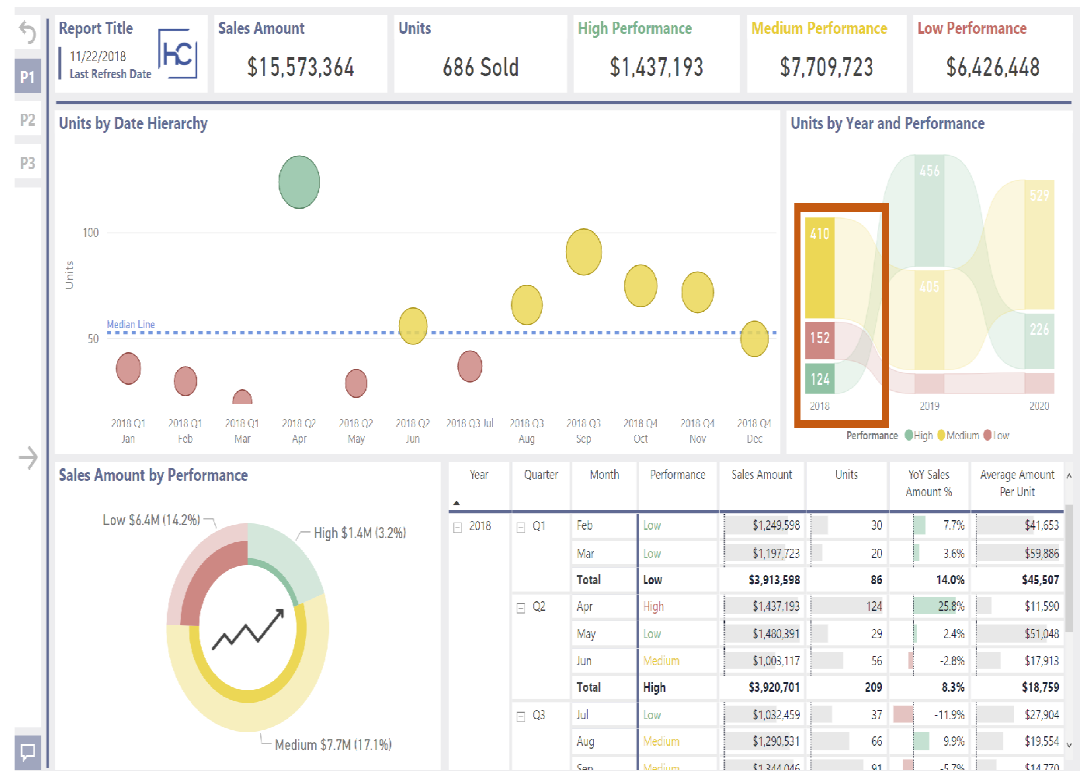 Report Title
11/22/2018
Last Refresh Date
HC
Sales Amount
$15,573,364
Units
686 Sold
High Performance
$1,437,193
Medium Performance
$7,709,723
Low Performance
$6,426,448
P1
P2
P3
Units by Date Hierarchy
Units
100
50
Median Line
2018 Q1 2018 Q1 2018 Q1 2018 Q2 2018 Q2 2018 Q2 2018 Q3 Jul 2018 Q3 2018 Q3 2018 Q4 2018 Q4 2018 Q4
Jan Feb Mar Apr May Jun Aug Sep Oct Nov Dec
Units by Year and Performance
456
529
410
405
152
226
124
2018 2019 2020
Performance High Medium Low
Sales Amount by Performance
Low $6.4M (14.2%)
High $1.4M (3.2%)
Medium $7.7M (17.1%)
Year Quarter Month Performance Sales Amount Units YoY Sales Amount % Average Amount Per Unit
2018 Q1 Feb Low $1,249,598 30 7.7% $41,653
Mar Low $1,197,723 20 3.6% $59,886
Total Low $3,913,598 86 14.0% $45,507
Q2 Apr High $1,437,193 124 25.8% $11,590
May Low $1,480,391 29 2.4% $51,048
Jun Medium $1,003,117 56 -2.8% $17,913
Total High $3,920,701 209 8.3% $18,759
Q3 Jul Low $1,032,459 37 -11.9% $27,904
Aug Medium $1,290,531 66 9.9% $19,554
Sep Medium $1,344,046 91 -5.7% $14,770